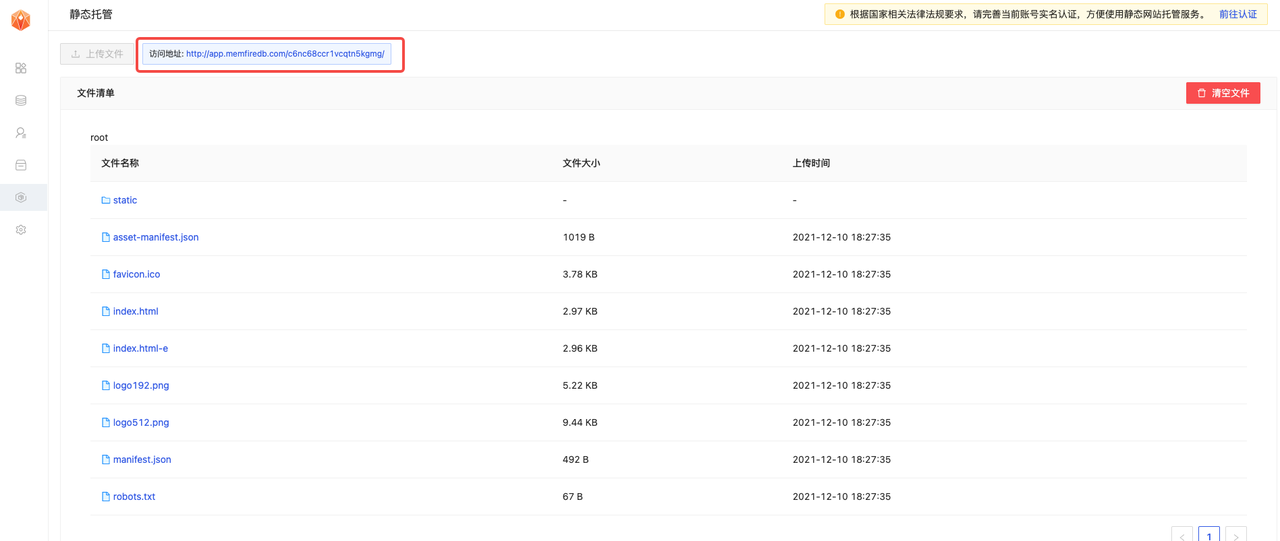 静态托管
根据国家相关法律法规要求，请完善当前账号实名认证，方便使用静态网站托管服务。 前往认证
上传文件 访问地址: http://app.memfiredb.com/c6nc68ccr1vcqtn5kgmg/
文件清单 清空文件
root
文件名称 文件大小 上传时间
static - -
asset-manifest.json 1019 B 2021-12-10 18:27:35
favicon.ico 3.78 KB 2021-12-10 18:27:35
index.html 2.97 KB 2021-12-10 18:27:35
index.html-e 2.96 KB 2021-12-10 18:27:35
logo192.png 5.22 KB 2021-12-10 18:27:35
logo512.png 9.44 KB 2021-12-10 18:27:35
manifest.json 492 B 2021-12-10 18:27:35
robots.txt 67 B 2021-12-10 18:27:35
< 1 >